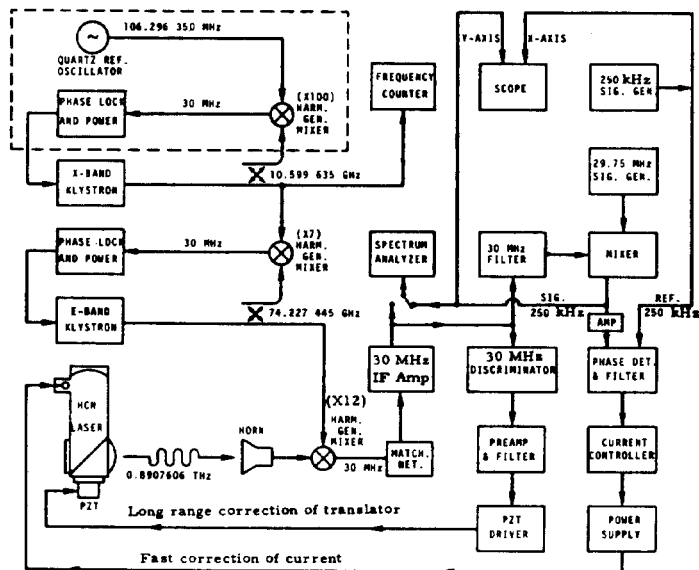 106.296 350 MHz
QUARTZ REF.
OSCILLATOR
PHASE LOCK
AND POWER
30 MHz
(X100)
HARM.
GEN.
MIXER
X-BAND
KLYSTRON
10.599 635 GHz
FREQUENCY
COUNTER
Y-AXIS
X-AXIS
SCOPE
250 kHz
SIG. GEN.
29.75 MHz
SIG. GEN.
PHASE LOCK
AND POWER
30 MHz
(X7)
HARM.
GEN.
MIXER
E-BAND
KLYSTRON
74.227 445 GHz
SPECTRUM
ANALYZER
30 MHz
FILTER
MIXER
SIG.
250 kHz
REF.
250 kHz
AMP
30 MHz
IF Amp
30 MHz
DISCRIMINATOR
PHASE DET.
& FILTER
HCN
LASER
PZT
0.8907606 THz
HORN
(X12)
HARM.
GEN.
MIXER
30 MHz
MATCH.
NET.
PREAMP
& FILTER
CURRENT
CONTROLLER
Long range correction of translator
PZT
DRIVER
POWER
SUPPLY
Fast correction of current